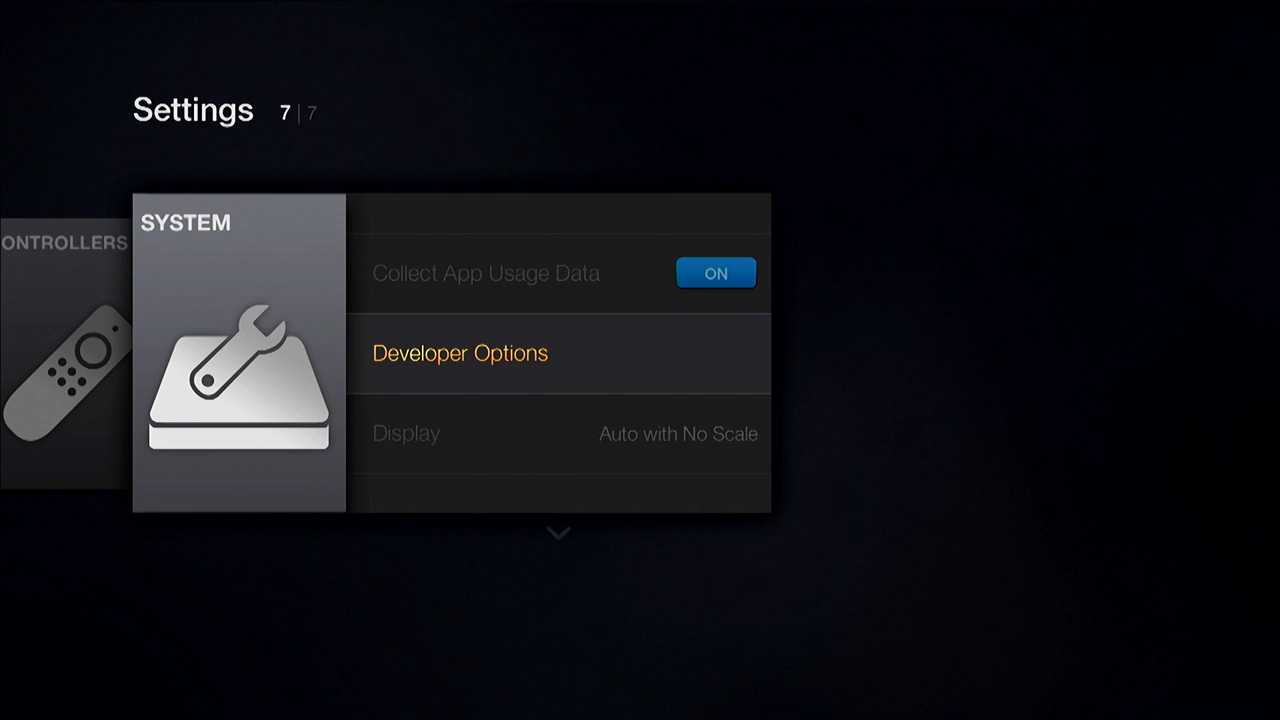 Settings 7 | 7
SYSTEM
ONTROLLERS
Collect App Usage Data ON
Developer Options
Display Auto with No Scale